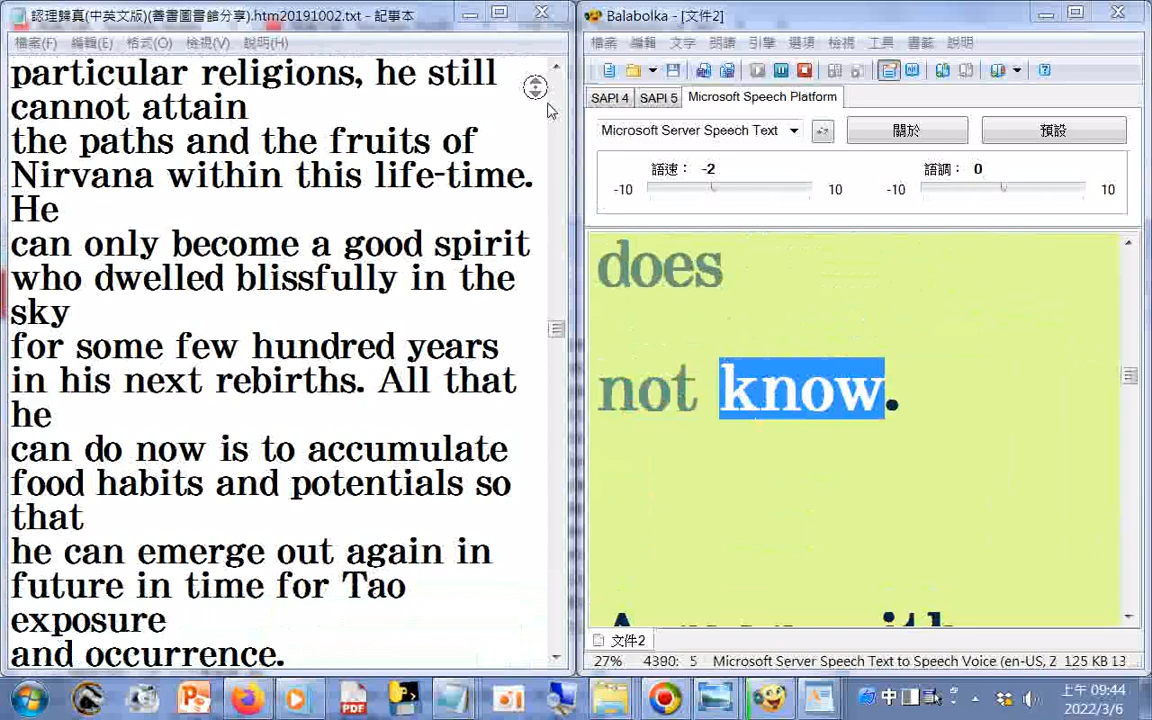 認理歸真(中英文版)(善書圖書館分享).htm20191002.txt - 記事本
檔案(F) 編輯(E) 格式(O) 檢視(V) 說明(H)
particular religions, he still
cannot attain
the paths and the fruits of
Nirvana within this life-time.
He
can only become a good spirit
who dwelled blissfully in the
sky
for some few hundred years
in his next rebirths. All that
he
can do now is to accumulate
food habits and potentials so
that
he can emerge out again in
future in time for Tao
exposure
and occurrence.
Balabolka - [文件2]
檔案 編輯 文字 朗讀 引擎 選項 檢視 工具 書籤 說明
SAPI 4 SAPI 5 Microsoft Speech Platform
Microsoft Server Speech Text 關於 預設
語速： -2 語調： 0
-10 10 -10 10
does
not know.
文件2
27% 4390: 5 Microsoft Server Speech Text to Speech Voice (en-US, Z 125 KB 13
PDF 中 上午 09:44
2022/3/6